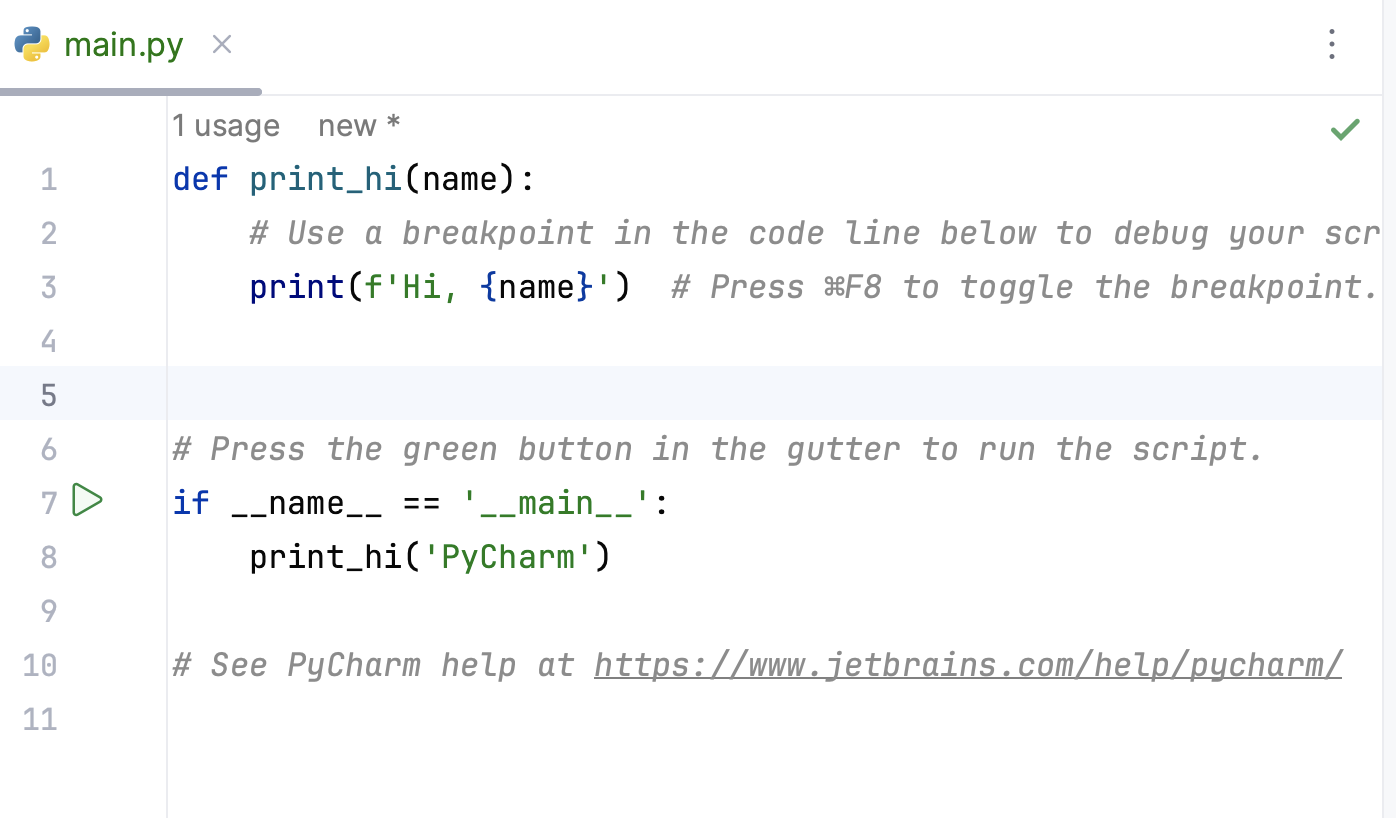 main.py
1 usage new *
1 def print_hi(name):
2 # Use a breakpoint in the code line below to debug your scr
3 print(f'Hi, {name}') # Press ⌘F8 to toggle the breakpoint.
4
5
6 # Press the green button in the gutter to run the script.
7 if __name__ == '__main__':
8 print_hi('PyCharm')
9
10 # See PyCharm help at https://www.jetbrains.com/help/pycharm/
11